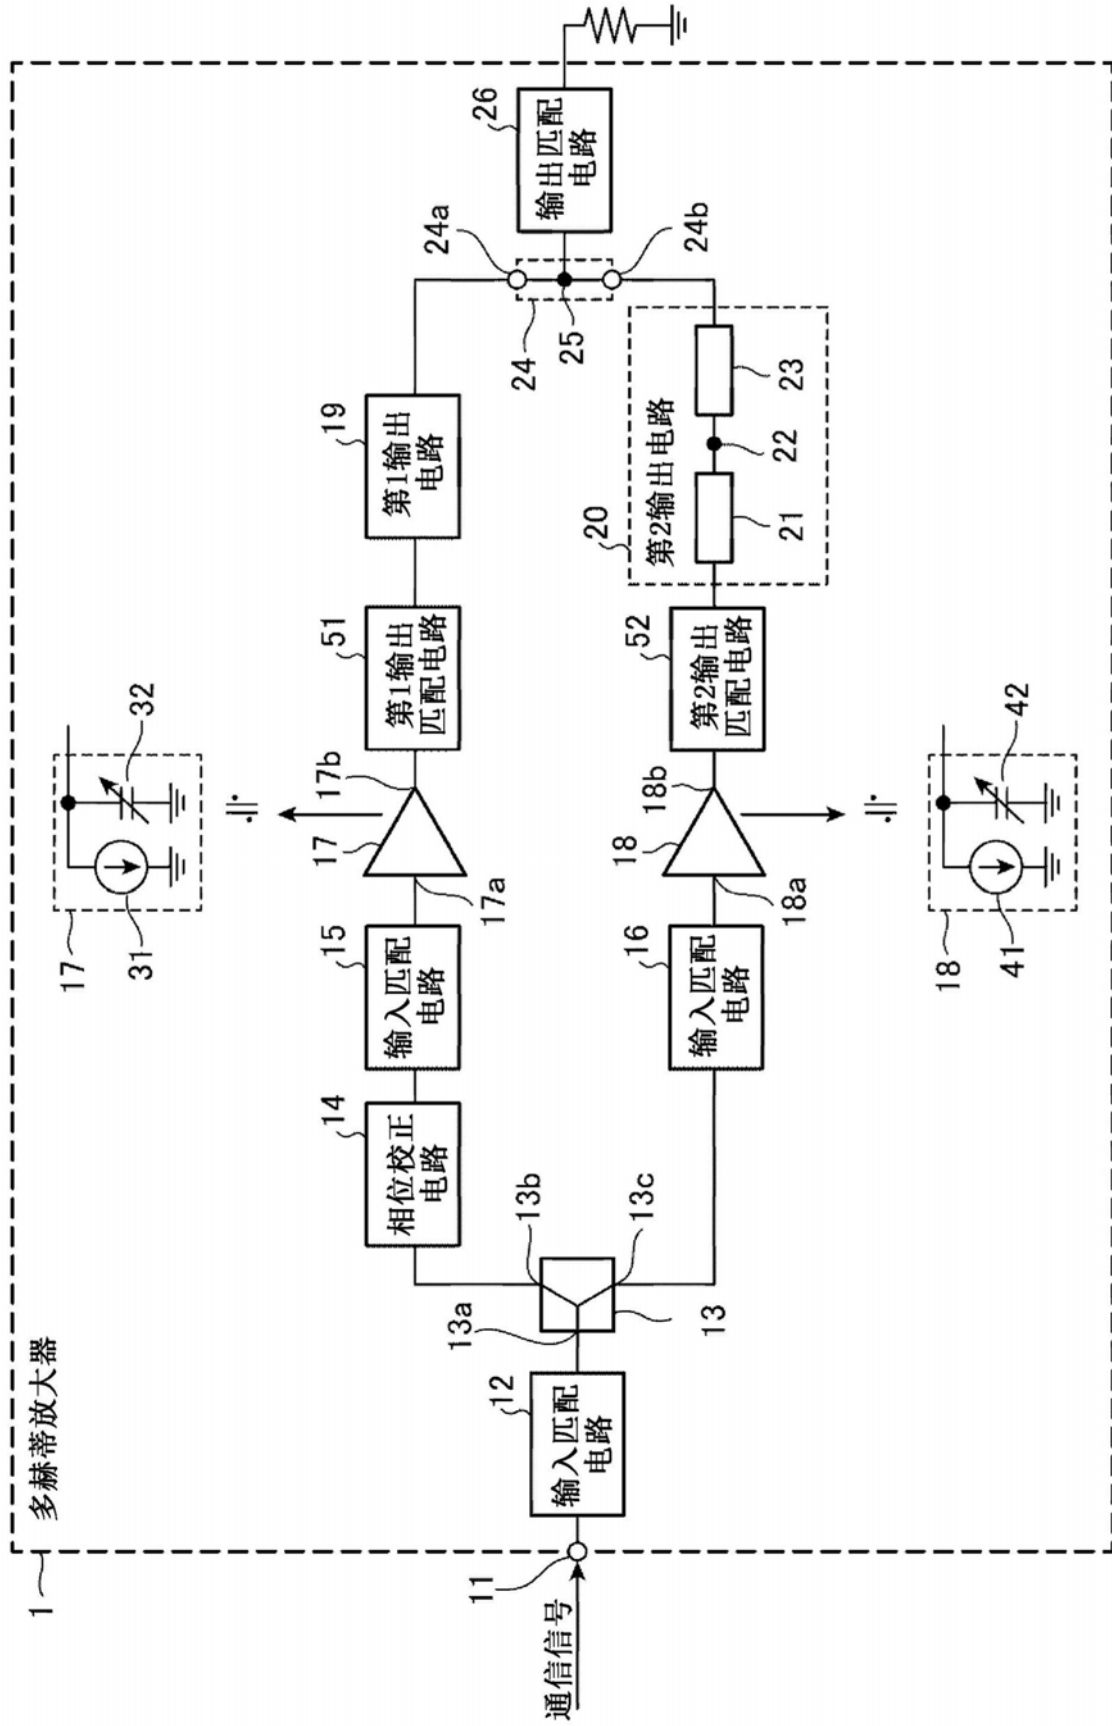 1
多赫蒂放大器
通信信号
11
12
输入匹配
电路
13a
13b
13c
13
14
相位校正
电路
15
输入匹配
电路
16
输入匹配
电路
17
31
32
17
17a
17b
18
18a
18b
18
41
42
51
第1输出
匹配电路
52
第2输出
匹配电路
19
第1输出
电路
20
第2输出电路
21
22
23
24
24a
24b
25
26
输出匹配
电路